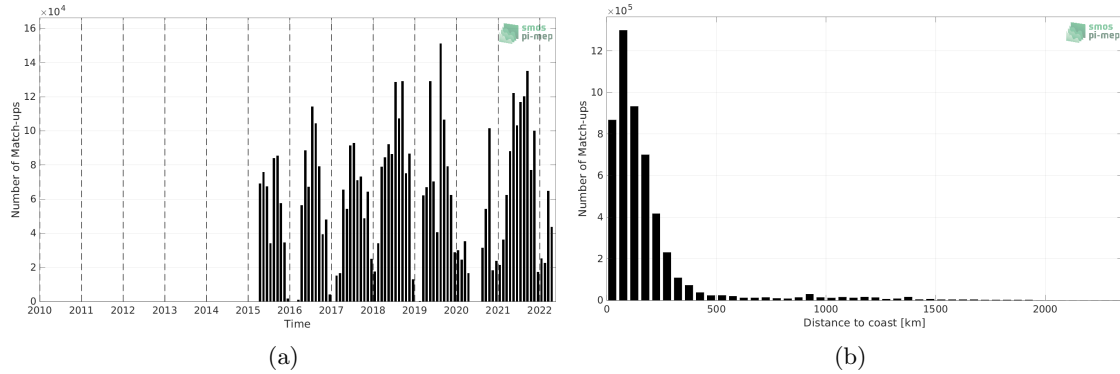 ×10⁴
16
14
12
10
8
6
4
2
0
Number of Match-ups
2010 2011 2012 2013 2014 2015 2016 2017 2018 2019 2020 2021 2022
Time
smos
pi-mep
(a)
×10⁵
12
10
8
6
4
2
0
Number of Match-ups
0 500 1000 1500 2000
Distance to coast [km]
smos
pi-mep
(b)